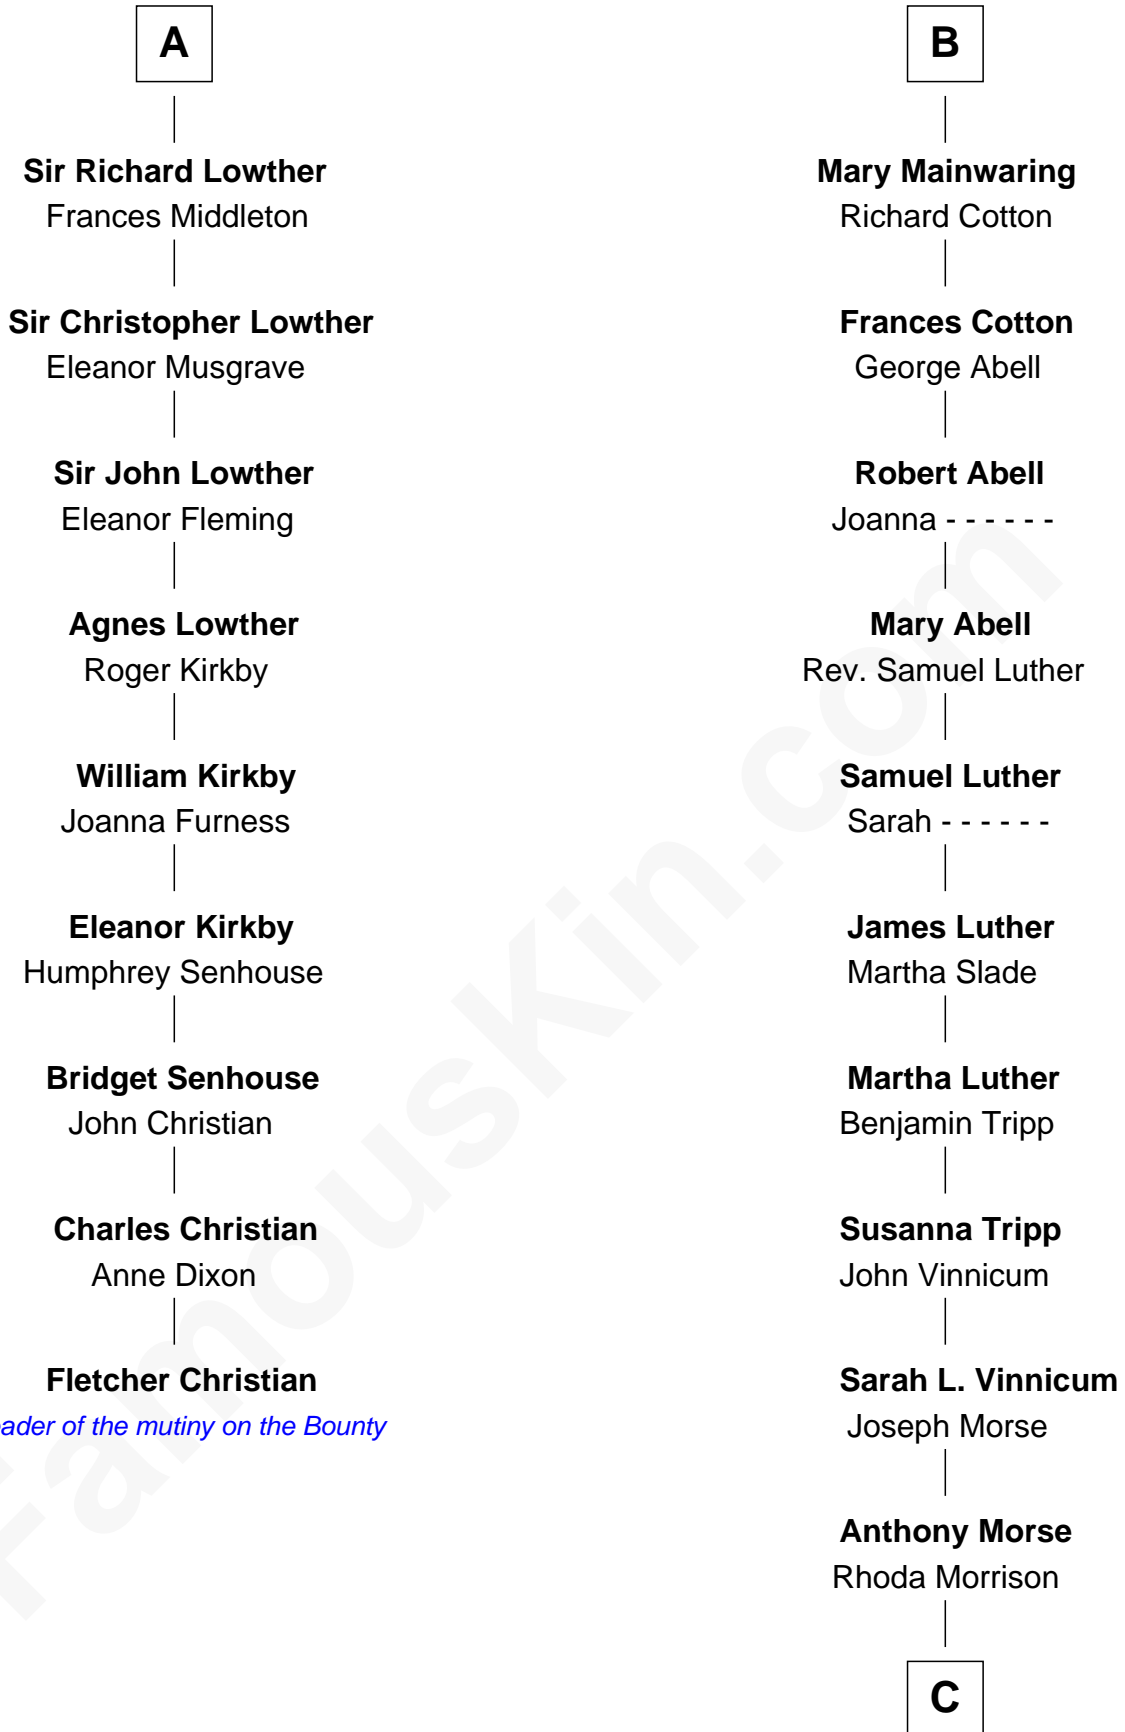 A
Sir Richard Lowther
Frances Middleton
Sir Christopher Lowther
Eleanor Musgrave
Sir John Lowther
Eleanor Fleming
Agnes Lowther
Roger Kirkby
William Kirkby
Joanna Furness
Eleanor Kirkby
Humphrey Senhouse
Bridget Senhouse
John Christian
Charles Christian
Anne Dixon
Fletcher Christian
ader of the mutiny on the Bounty
B
Mary Mainwaring
Richard Cotton
Frances Cotton
George Abell
Robert Abell
Joanna - - - - - -
Mary Abell
Rev. Samuel Luther
Samuel Luther
Sarah - - - - - -
James Luther
Martha Slade
Martha Luther
Benjamin Tripp
Susanna Tripp
John Vinnicum
Sarah L. Vinnicum
Joseph Morse
Anthony Morse
Rhoda Morrison
C
FamousKin.com